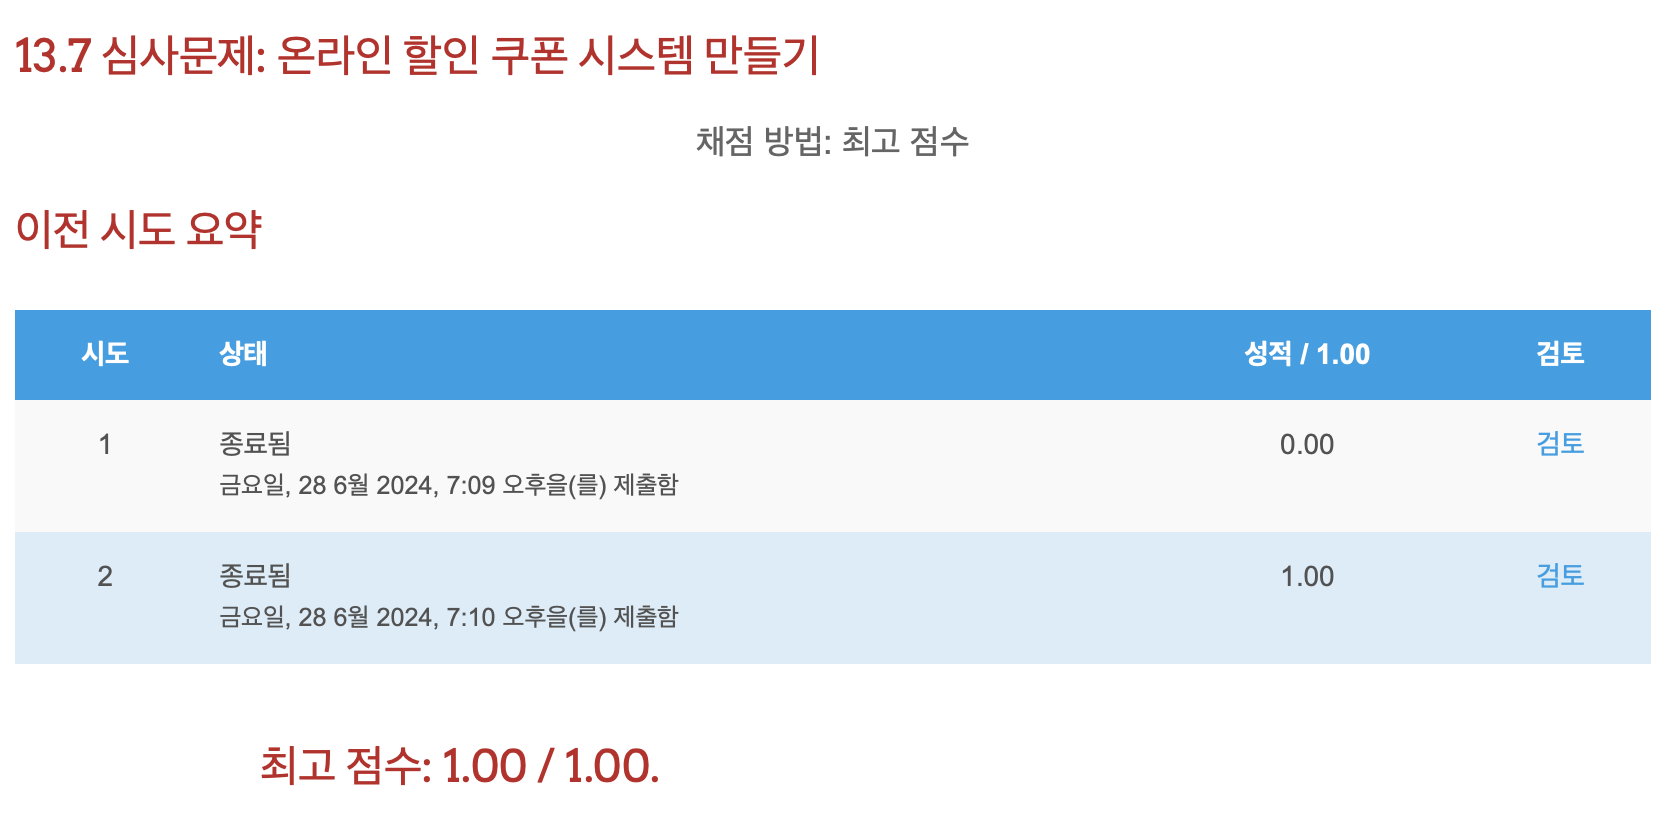 13.7 심사문제: 온라인 할인 쿠폰 시스템 만들기
채점 방법: 최고 점수
이전 시도 요약
시도 상태 성적 / 1.00 검토
1 종료됨 0.00 검토
금요일, 28 6월 2024, 7:09 오후을(를) 제출함
2 종료됨 1.00 검토
금요일, 28 6월 2024, 7:10 오후을(를) 제출함
최고 점수: 1.00 / 1.00.